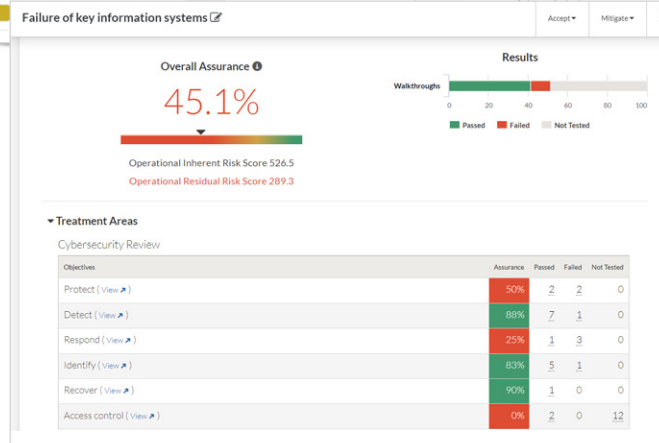 Failure of key information systems
Accept
Mitigate
Overall Assurance
45.1%
Operational Inherent Risk Score 526.5
Operational Residual Risk Score 289.3
Results
Walkthroughs
0 20 40 60 80 100
Passed Failed Not Tested
Treatment Areas
Cybersecurity Review
Objectives Assurance Passed Failed Not Tested
Protect ( View ) 50% 2 2 0
Detect ( View ) 88% 7 1 0
Respond ( View ) 25% 1 3 0
Identify ( View ) 83% 5 1 0
Recover ( View ) 90% 1 0 0
Access control ( View ) 0% 2 0 12